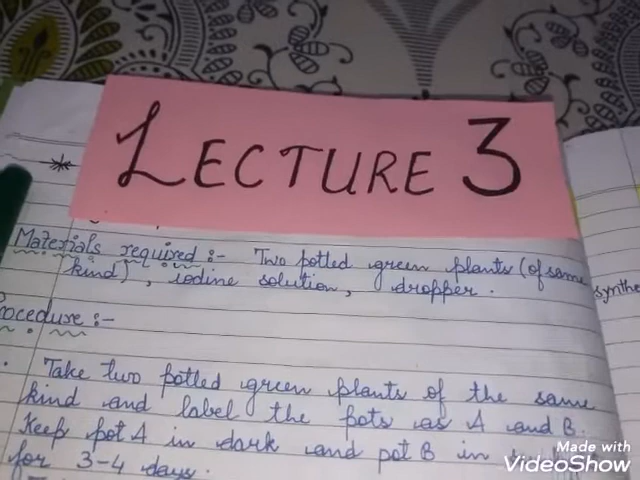 LECTURE 3
Materials required :- Two potted green plants (of same
kind), iodine solution, dropper.
synthe
ocedure :-
Take two potted green plants of the same
kind and label the pots as A and B.
Keep pot A in dark and pot B in
for 3-4 days.
Made with
VideoShow